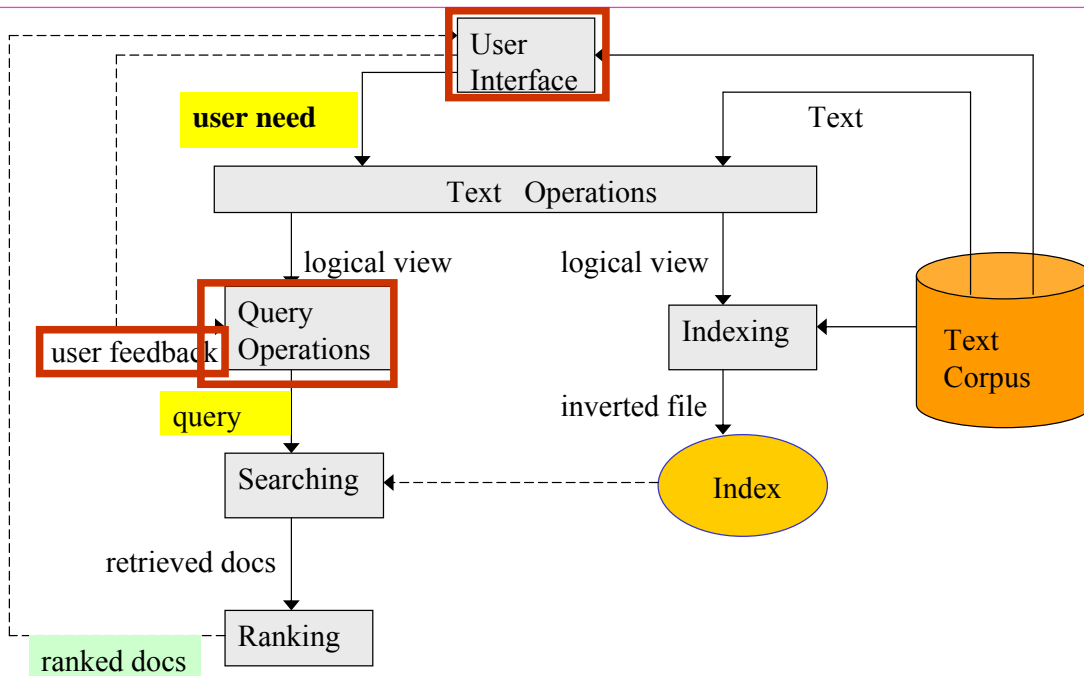 User
Interface
user need
Text
Text Operations
logical view
logical view
Query
Operations
Indexing
Text
Corpus
user feedback
query
inverted file
Searching
Index
retrieved docs
Ranking
ranked docs